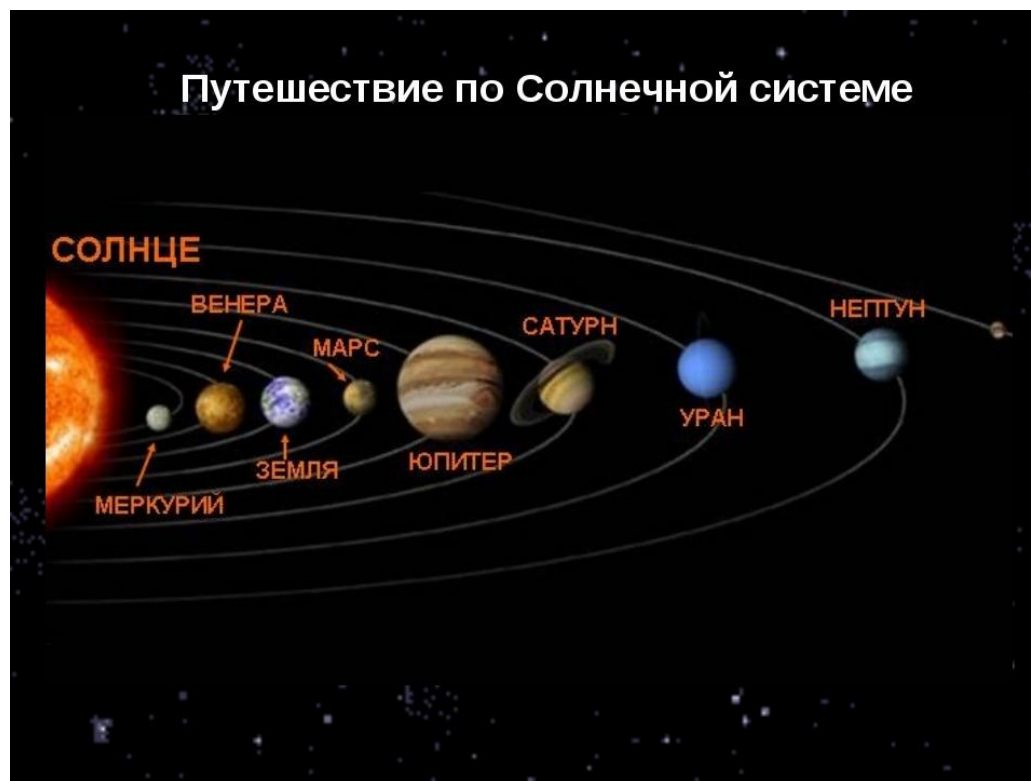 Путешествие по Солнечной системе
СОЛНЦЕ
ВЕНЕРА
МАРС
САТУРН
НЕПТУН
УРАН
ЮПИТЕР
ЗЕМЛЯ
МЕРКУРИЙ